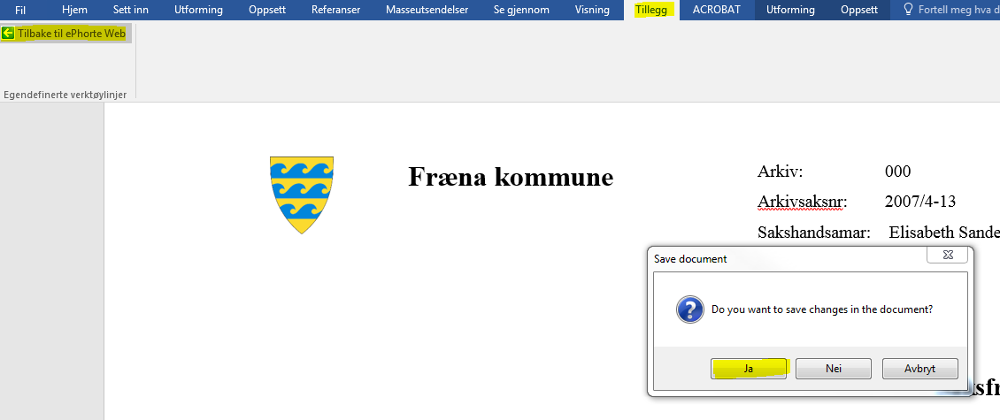 Fil Hjem Sett inn Utforming Oppsett Referanser Masseutsendelser Se gjennom Visning Tillegg ACROBAT Utforming Oppsett Fortell meg hva d
Tilbake til ePhorte Web
Egendefinerte verktøylinjer
Fræna kommune
Arkiv: 000
Arkivsaksnr: 2007/4-13
Sakshandsamar: Elisabeth Sande
Save document
Do you want to save changes in the document?
Ja Nei Avbryt